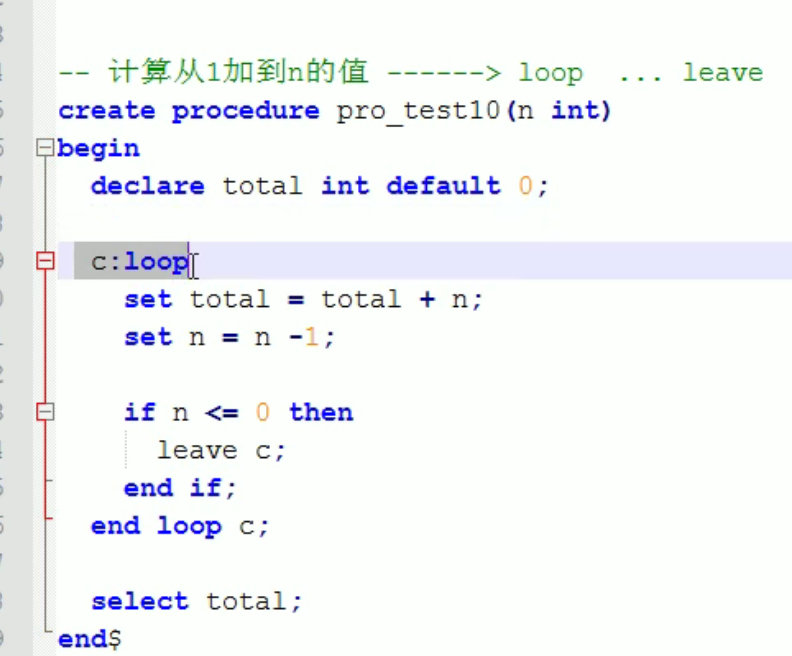 -- 计算从1加到n的值 ------> loop ... leave
create procedure pro_test10(n int)
begin
declare total int default 0;
c:loop
set total = total + n;
set n = n -1;
if n <= 0 then
leave c;
end if;
end loop c;
select total;
end$